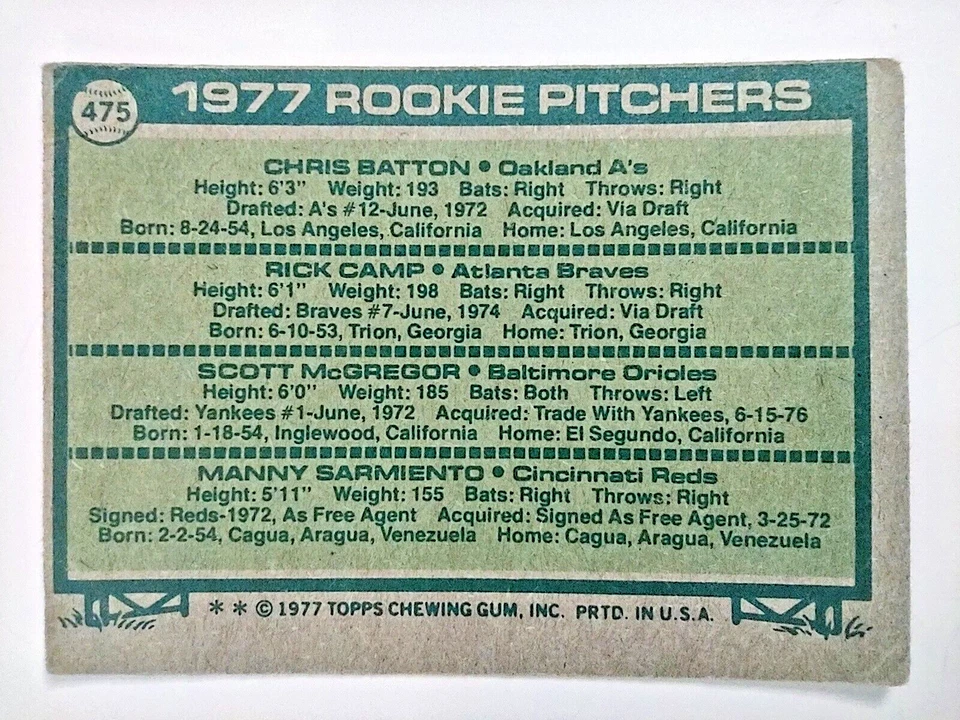 475
1977 ROOKIE PITCHERS
CHRIS BATTON • Oakland A's
Height: 6'3" Weight: 193 Bats: Right Throws: Right
Drafted: A's #12-June, 1972 Acquired: Via Draft
Born: 8-24-54, Los Angeles, California Home: Los Angeles, California
RICK CAMP • Atlanta Braves
Height: 6'1" Weight: 198 Bats: Right Throws: Right
Drafted: Braves #7-June, 1974 Acquired: Via Draft
Born: 6-10-53, Trion, Georgia Home: Trion, Georgia
SCOTT McGREGOR • Baltimore Orioles
Height: 6'0" Weight: 185 Bats: Both Throws: Left
Drafted: Yankees #1-June, 1972 Acquired: Trade With Yankees, 6-15-76
Born: 1-18-54, Inglewood, California Home: El Segundo, California
MANNY SARMIENTO • Cincinnati Reds
Height: 5'11" Weight: 155 Bats: Right Throws: Right
Signed: Reds-1972, As Free Agent Acquired: Signed As Free Agent, 3-25-72
Born: 2-2-54, Cagua, Aragua, Venezuela Home: Cagua, Aragua, Venezuela
* * © 1977 TOPPS CHEWING GUM, INC. PRTD. IN U.S.A.